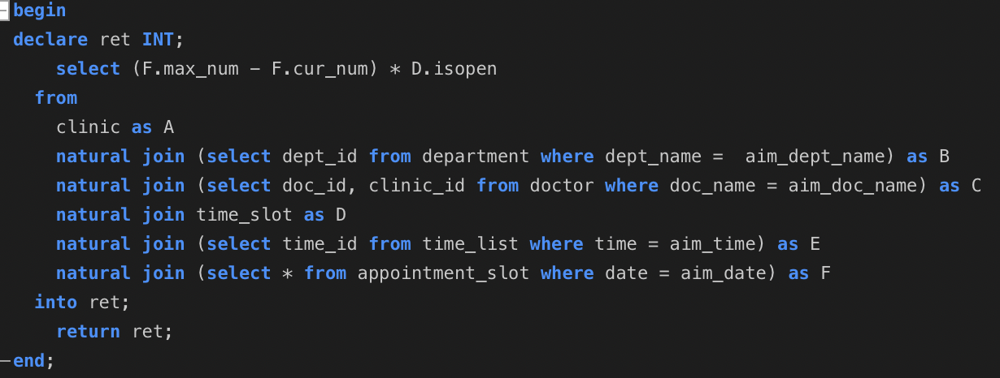 begin
declare ret INT;
    select (F.max_num - F.cur_num) * D.isopen
  from
    clinic as A
    natural join (select dept_id from department where dept_name =  aim_dept_name) as B
    natural join (select doc_id, clinic_id from doctor where doc_name = aim_doc_name) as C
    natural join time_slot as D
    natural join (select time_id from time_list where time = aim_time) as E
    natural join (select * from appointment_slot where date = aim_date) as F
  into ret;
    return ret;
end;